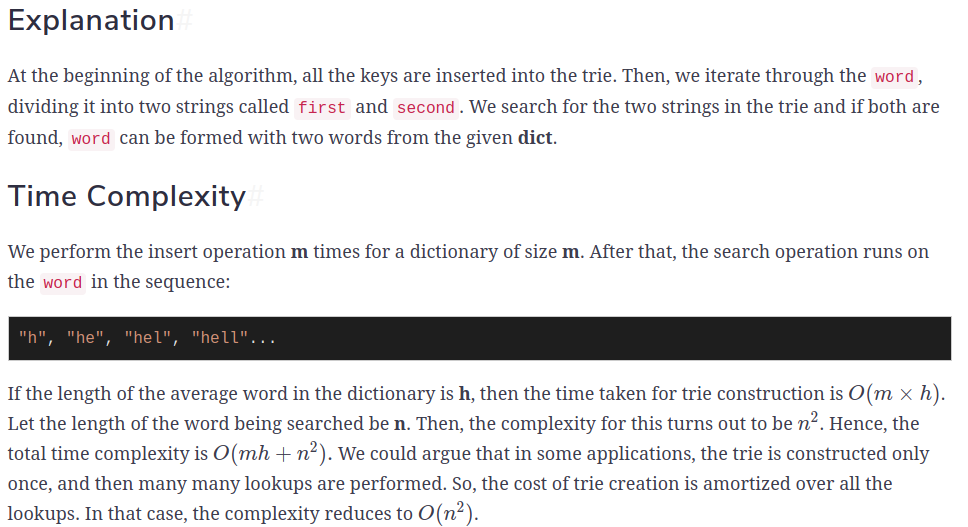 Explanation#
At the beginning of the algorithm, all the keys are inserted into the trie. Then, we iterate through the word,
dividing it into two strings called first and second. We search for the two strings in the trie and if both are
found, word can be formed with two words from the given dict.
Time Complexity#
We perform the insert operation m times for a dictionary of size m. After that, the search operation runs on
the word in the sequence:
"h", "he", "hel", "hell"...
If the length of the average word in the dictionary is h, then the time taken for trie construction is O(m × h).
Let the length of the word being searched be n. Then, the complexity for this turns out to be n². Hence, the
total time complexity is O(mh + n²). We could argue that in some applications, the trie is constructed only
once, and then many many lookups are performed. So, the cost of trie creation is amortized over all the
lookups. In that case, the complexity reduces to O(n²).